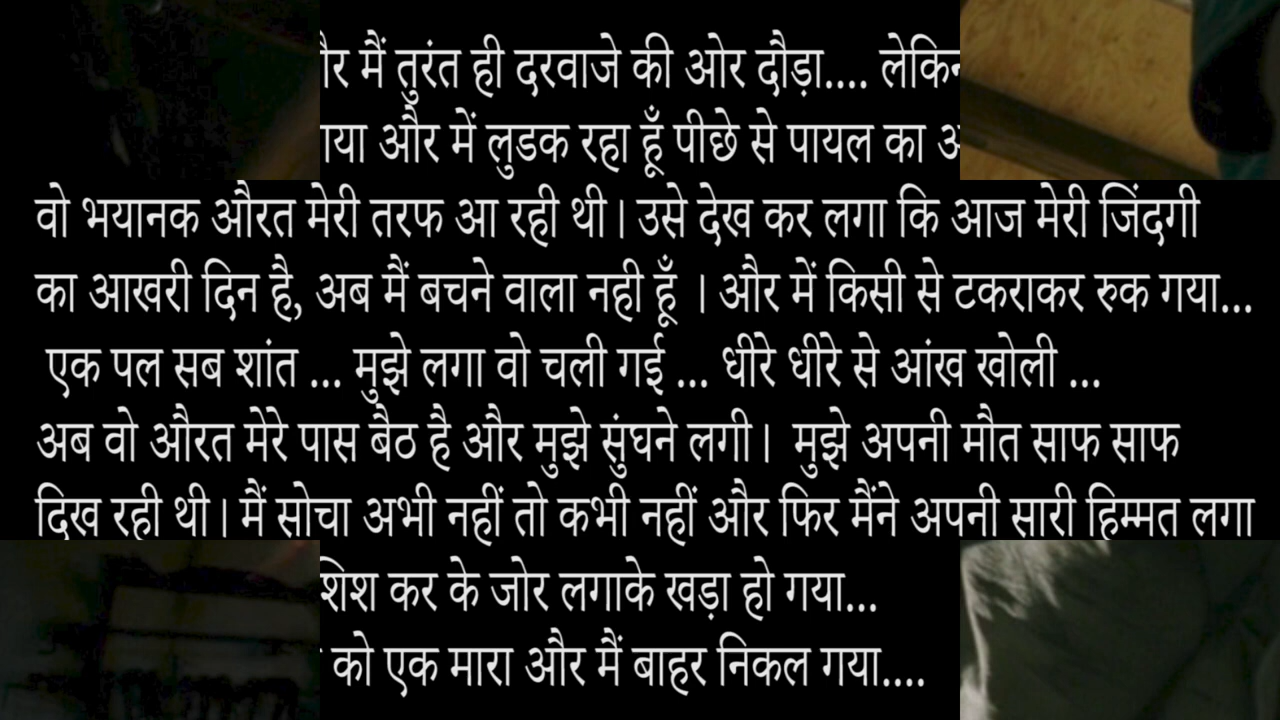 मैं तुरंत ही दरवाजे की ओर दौड़ा....
और में लुडक रहा हूँ पीछे से पायल का
वो भयानक औरत मेरी तरफ आ रही थी। उसे देख कर लगा कि आज मेरी जिंदगी
का आखरी दिन है, अब मैं बचने वाला नही हूँ । और में किसी से टकराकर रुक गया...
एक पल सब शांत ... मुझे लगा वो चली गई ... धीरे धीरे से आंख खोली ...
अब वो औरत मेरे पास बैठ है और मुझे सुंघने लगी। मुझे अपनी मौत साफ साफ
दिख रही थी। मैं सोचा अभी नहीं तो कभी नहीं और फिर मैंने अपनी सारी हिम्मत लगा
कर के जोर लगाके खड़ा हो गया...
को एक मारा और मैं बाहर निकल गया....